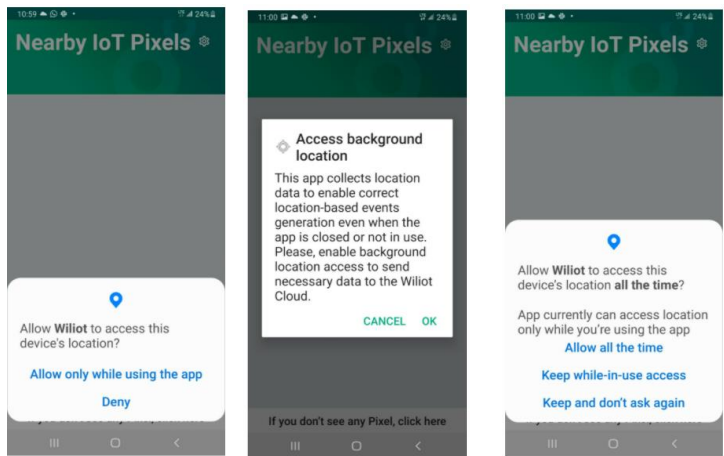 10:59
24%
Nearby IoT Pixels
Allow Wiliot to access this
device's location?
Allow only while using the app
Deny
11:00
24%
Nearby IoT Pixels
Access background
location
This app collects location
data to enable correct
location-based events
generation even when the
app is closed or not in use.
Please, enable background
location access to send
necessary data to the Wiliot
Cloud.
CANCEL OK
If you don't see any Pixel, click here
11:00
24%
Nearby IoT Pixels
Allow Wiliot to access this
device's location all the time?
App currently can access location
only while you're using the app
Allow all the time
Keep while-in-use access
Keep and don't ask again